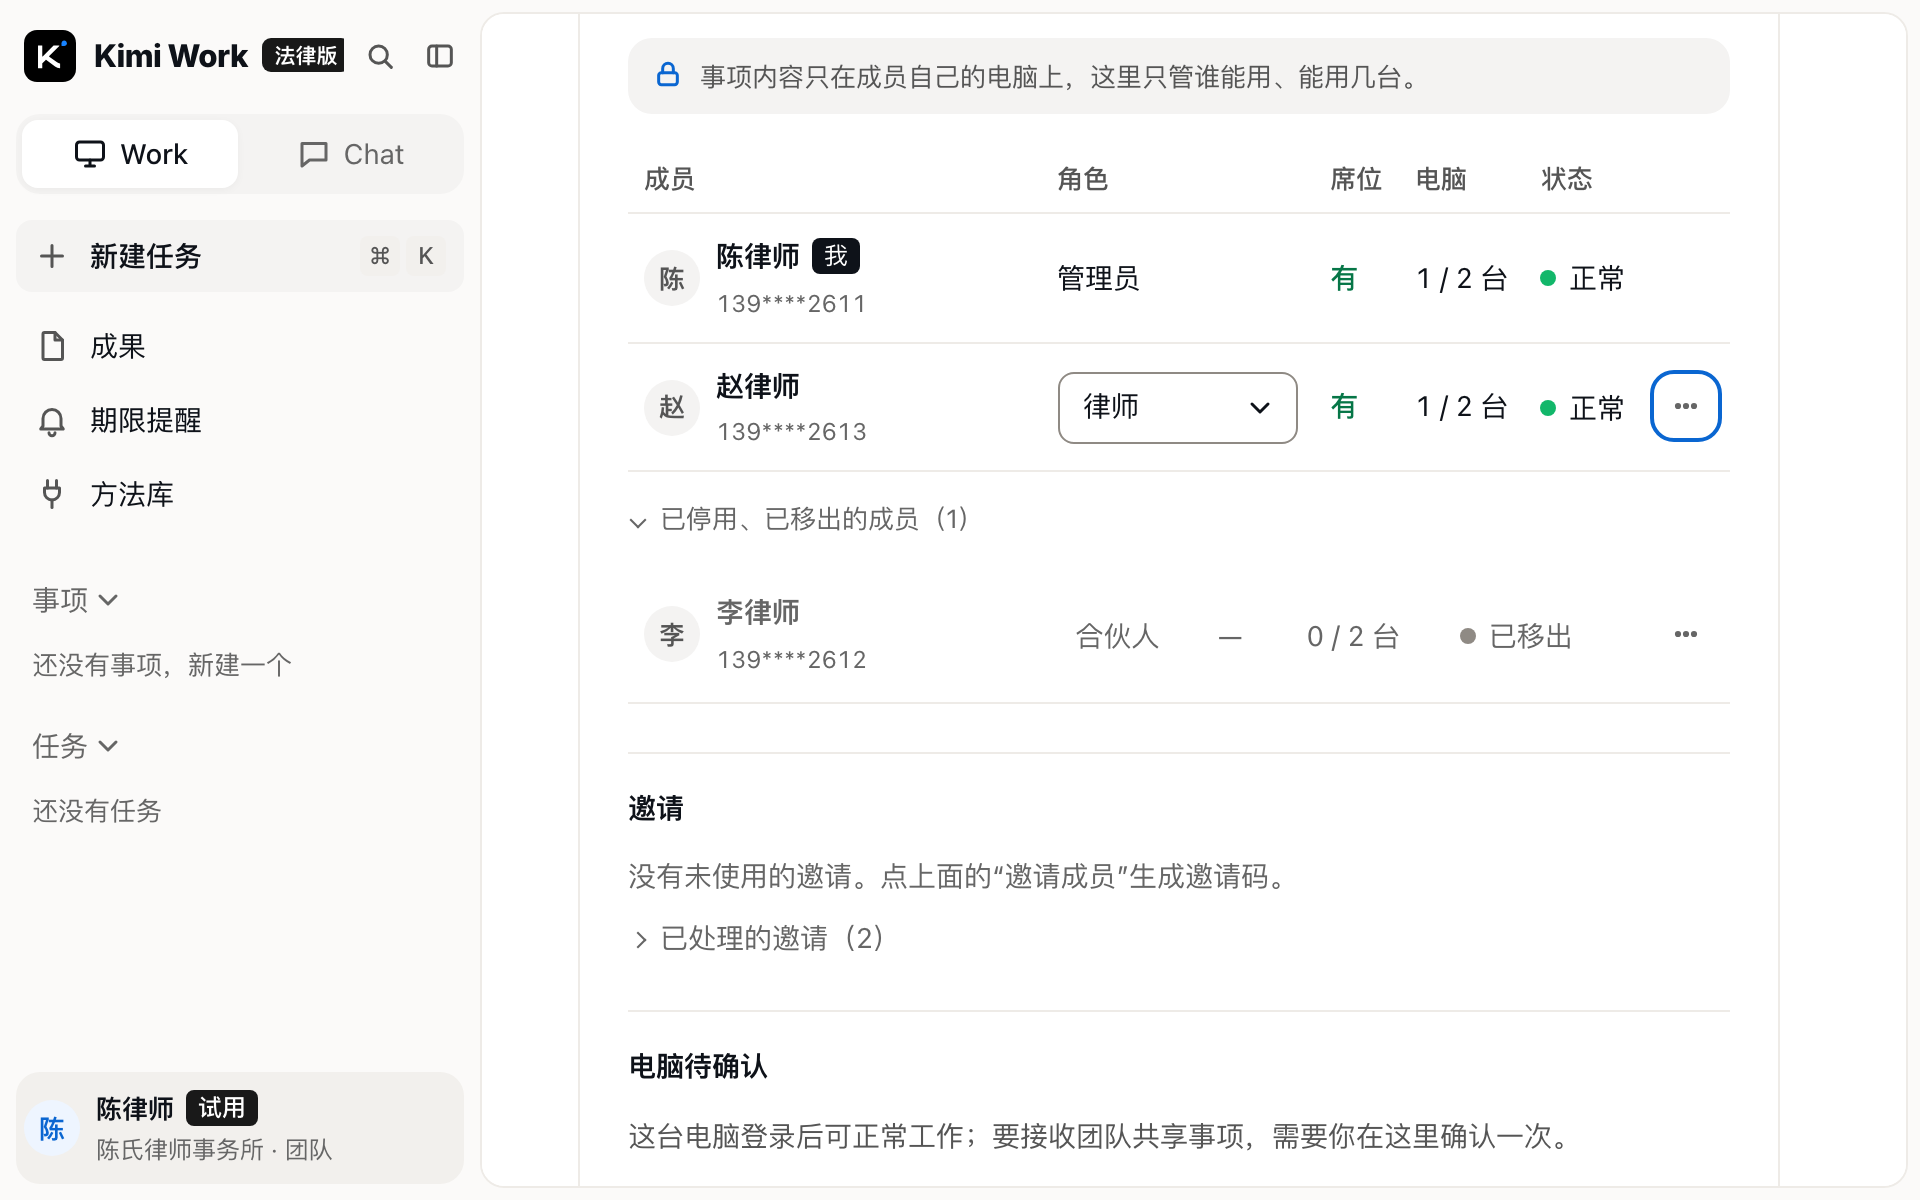 Kimi Work 法律版
Work
Chat
新建任务 ⌘ K
成果
期限提醒
方法库
事项
还没有事项，新建一个
任务
还没有任务
陈 陈律师 试用
陈氏律师事务所 · 团队
事项内容只在成员自己的电脑上，这里只管谁能用、能用几台。
成员 角色 席位 电脑 状态
陈 陈律师 我
139****2611
管理员 有 1 / 2 台 正常
赵 赵律师
139****2613
律师 有 1 / 2 台 正常
已停用、已移出的成员（1）
李 李律师
139****2612
合伙人 — 0 / 2 台 已移出
邀请
没有未使用的邀请。点上面的“邀请成员”生成邀请码。
已处理的邀请（2）
电脑待确认
这台电脑登录后可正常工作；要接收团队共享事项，需要你在这里确认一次。